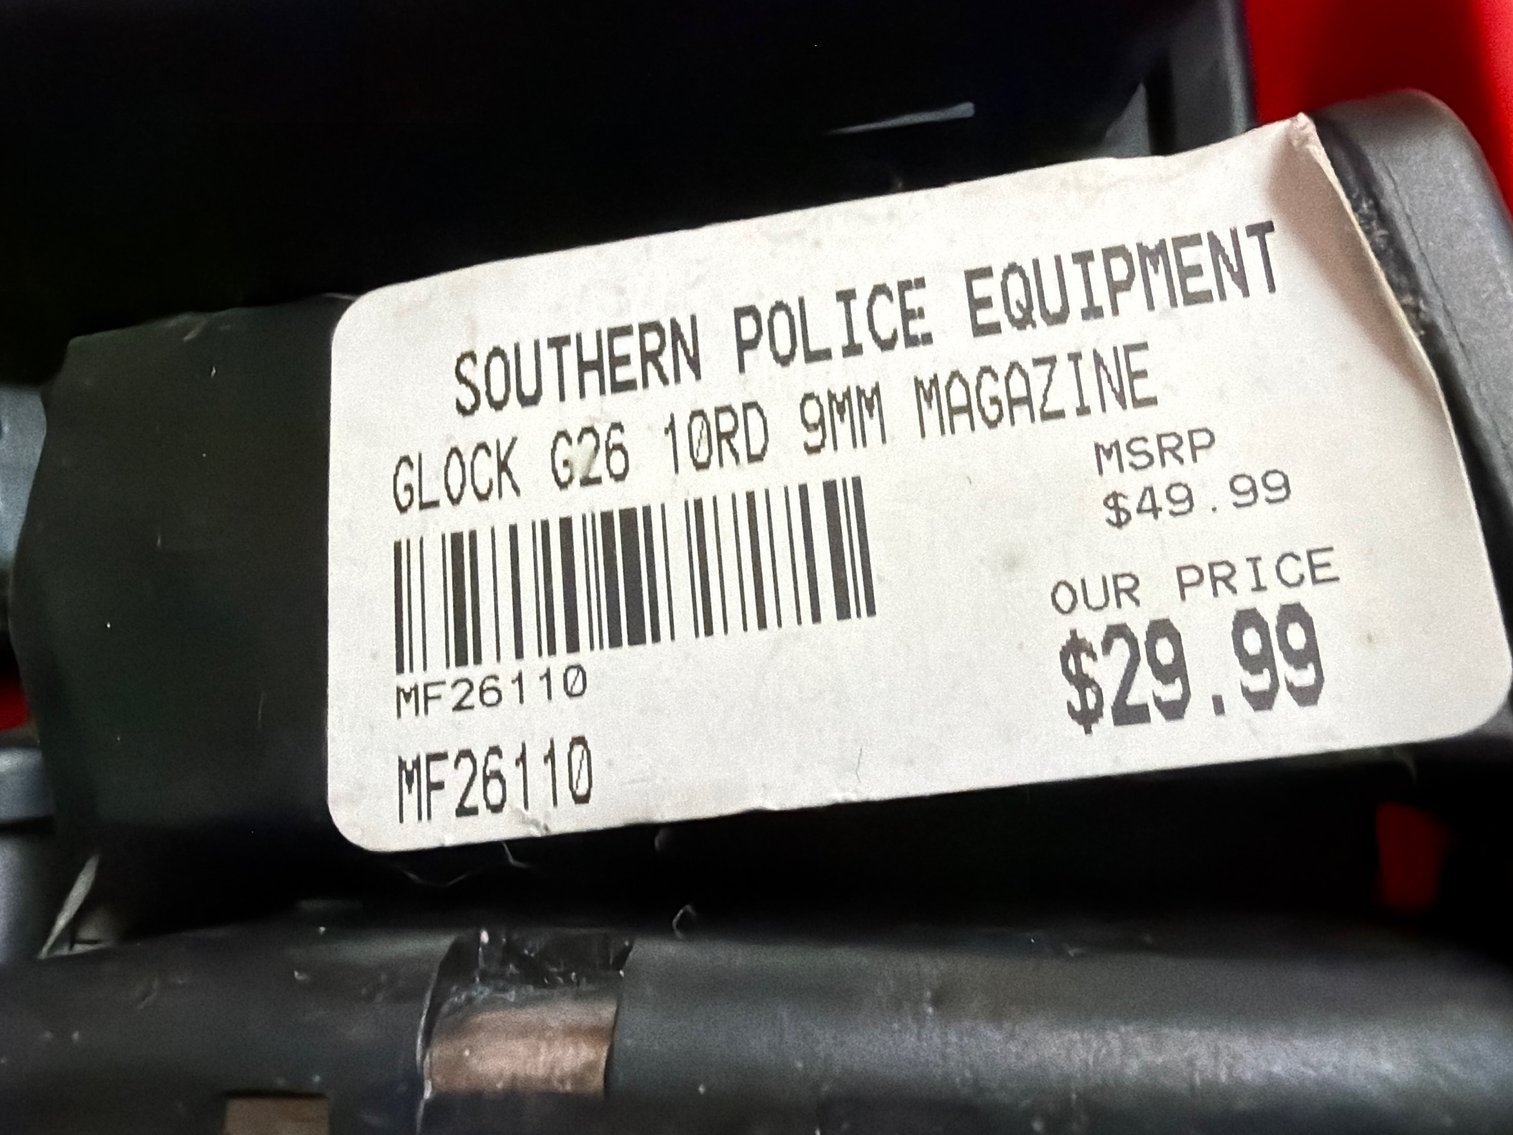 SOUTHERN POLICE EQUIPMENT
GLOCK G26 10RD 9MM MAGAZINE
MSRP
$49.99
OUR PRICE
$29.99
MF26110
MF26110